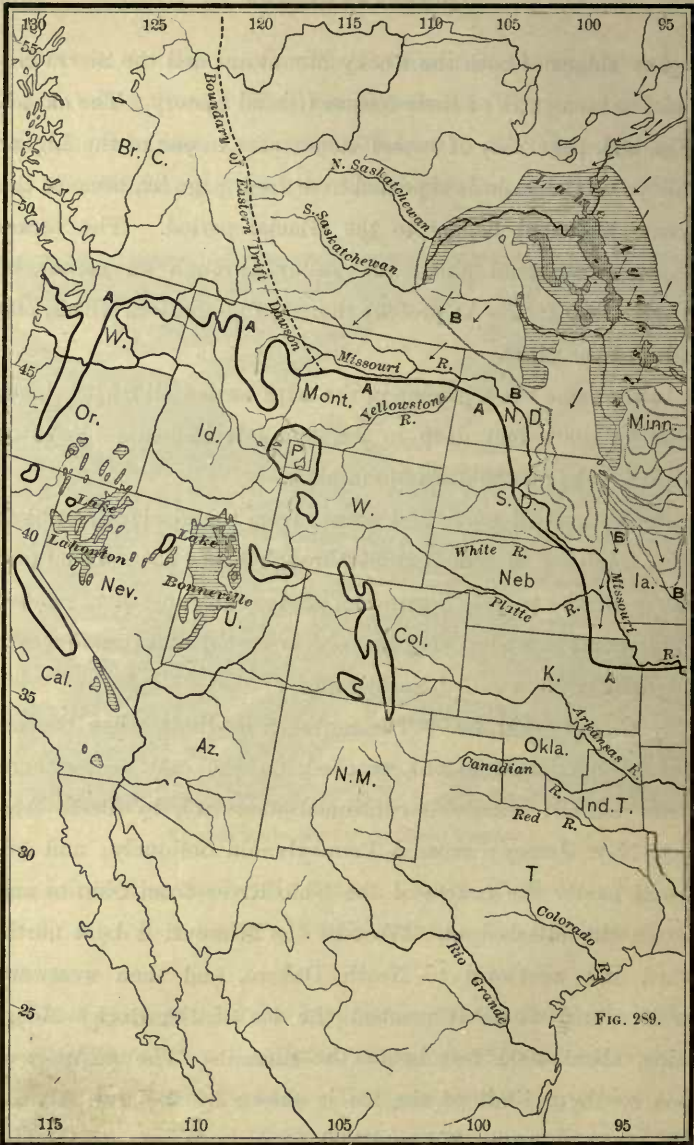 130 125 120 115 110 105 100 95
55
Boundary of Eastern Drift
Br. C.
N. Saskatchewan
Lake Agassiz
50
S. Saskatchewan
Dawson
A A B
W.
Missouri R.
45
Mont. A B
Or. Yellowstone R. A N. D. Minn.
Id.
P
Lake Lahonton
W. S. D.
40
Lake Bonneville
White R. B
Nev. Neb Ia. B
U. Platte R. Missouri R.
Col.
Cal. K. A
35
Arkansas R.
Az. Okla.
N.M. Canadian R. Ind. T.
Red R.
30
T
Colorado R.
Rio Grande
25
FIG. 289.
115 110 105 100 95